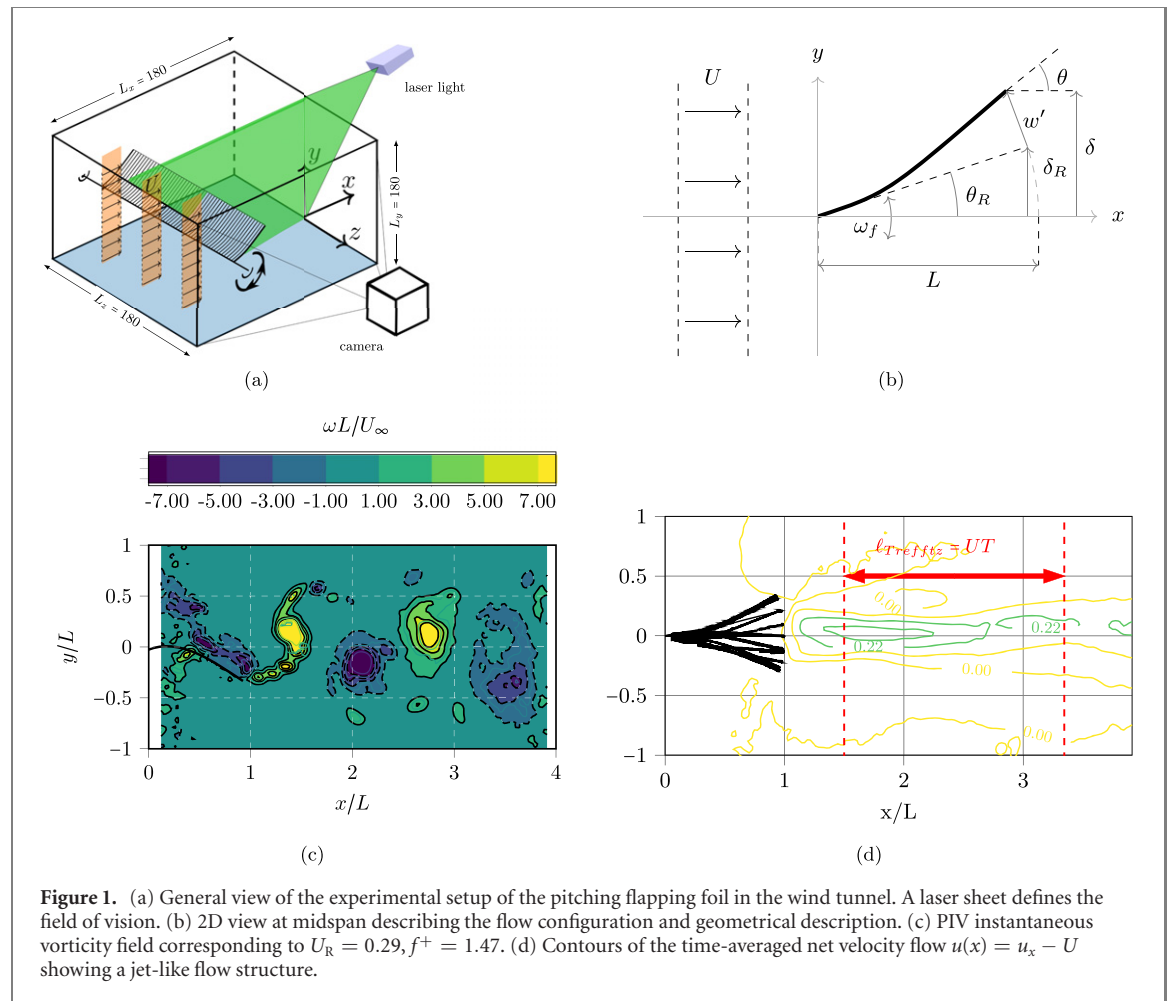 L_x = 180
laser light
y
U
x
L_y = 180
z
L_z = 180
camera
(a)
y
U
θ
w′
δ
δ_R
θ_R
x
ω_f
L
(b)
ωL/U_∞
-7.00 -5.00 -3.00 -1.00 1.00 3.00 5.00 7.00
1
0.5
0
−0.5
−1
y/L
0 1 2 3 4
x/L
(c)
1
0.5
0
−0.5
−1
ℓ_Trefftz = UT
0.00
0.22
0.22
0.00
0.00
0 1 2 3
x/L
(d)
Figure 1. (a) General view of the experimental setup of the pitching flapping foil in the wind tunnel. A laser sheet defines the
field of vision. (b) 2D view at midspan describing the flow configuration and geometrical description. (c) PIV instantaneous
vorticity field corresponding to U_R = 0.29, f⁺ = 1.47. (d) Contours of the time-averaged net velocity flow u(x) = u_x − U
showing a jet-like flow structure.